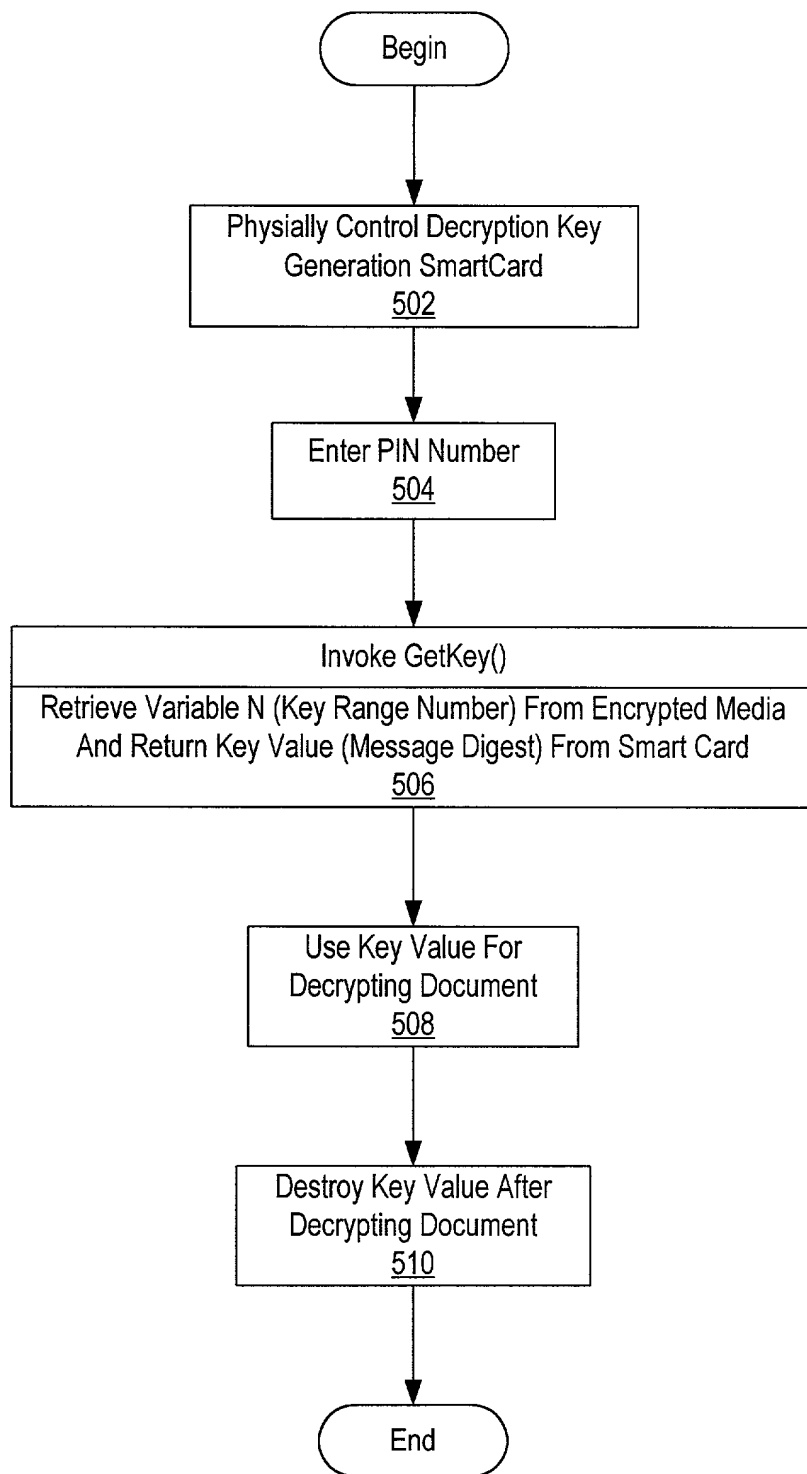 Begin
Physially Control Decryption Key
Generation SmartCard
502
Enter PIN Number
504
Invoke GetKey()
Retrieve Variable N (Key Range Number) From Encrypted Media
And Return Key Value (Message Digest) From Smart Card
506
Use Key Value For
Decrypting Document
508
Destroy Key Value After
Decrypting Document
510
End